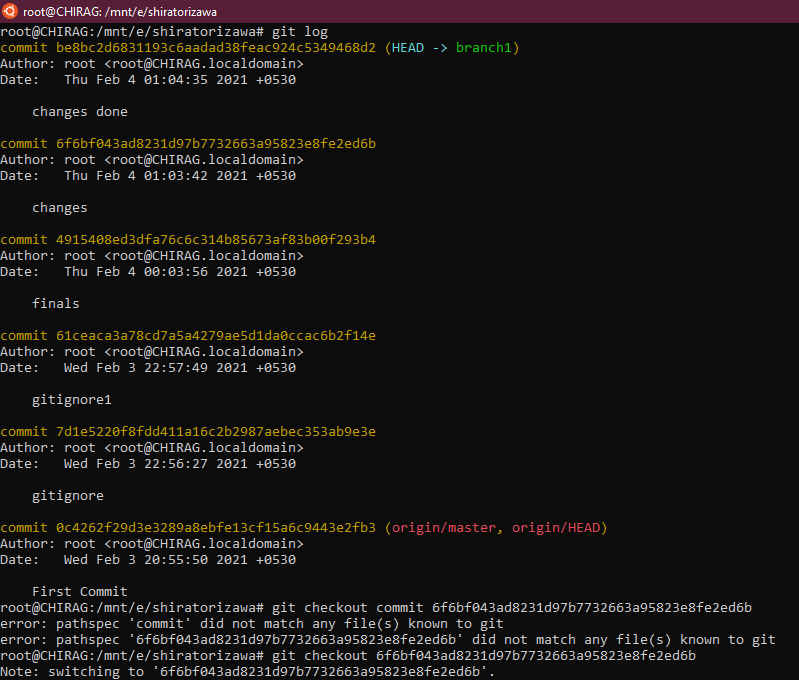 root@CHIRAG: /mnt/e/shiratorizawa
root@CHIRAG:/mnt/e/shiratorizawa# git log
commit be8bc2d6831193c6aadad38feac924c5349468d2 (HEAD -> branch1)
Author: root <root@CHIRAG.localdomain>
Date:   Thu Feb 4 01:04:35 2021 +0530
    changes done
commit 6f6bf043ad8231d97b7732663a95823e8fe2ed6b
Author: root <root@CHIRAG.localdomain>
Date:   Thu Feb 4 01:03:42 2021 +0530
    changes
commit 4915408ed3dfa76c6c314b85673af83b00f293b4
Author: root <root@CHIRAG.localdomain>
Date:   Thu Feb 4 00:03:56 2021 +0530
    finals
commit 61ceaca3a78cd7a5a4279ae5d1da0ccac6b2f14e
Author: root <root@CHIRAG.localdomain>
Date:   Wed Feb 3 22:57:49 2021 +0530
    gitignore1
commit 7d1e5220f8fdd411a16c2b2987aebec353ab9e3e
Author: root <root@CHIRAG.localdomain>
Date:   Wed Feb 3 22:56:27 2021 +0530
    gitignore
commit 0c4262f29d3e3289a8ebfe13cf15a6c9443e2fb3 (origin/master, origin/HEAD)
Author: root <root@CHIRAG.localdomain>
Date:   Wed Feb 3 20:55:50 2021 +0530
    First Commit
root@CHIRAG:/mnt/e/shiratorizawa# git checkout commit 6f6bf043ad8231d97b7732663a95823e8fe2ed6b
error: pathspec 'commit' did not match any file(s) known to git
error: pathspec '6f6bf043ad8231d97b7732663a95823e8fe2ed6b' did not match any file(s) known to git
root@CHIRAG:/mnt/e/shiratorizawa# git checkout 6f6bf043ad8231d97b7732663a95823e8fe2ed6b
Note: switching to '6f6bf043ad8231d97b7732663a95823e8fe2ed6b'.